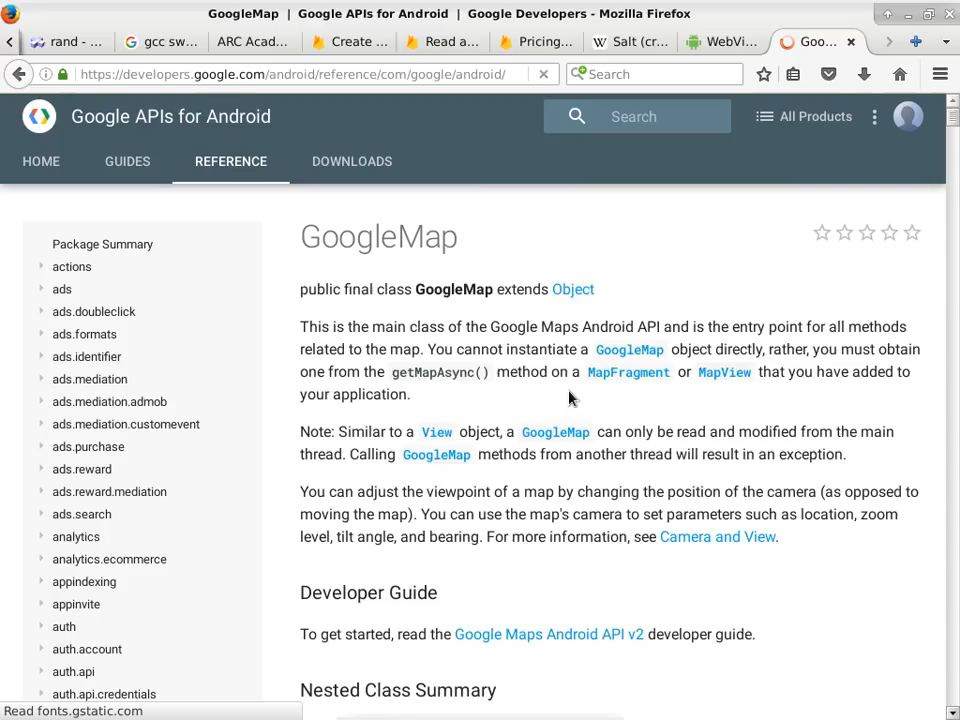 GoogleMap | Google APIs for Android | Google Developers - Mozilla Firefox
rand - ... gcc sw... ARC Acad... Create ... Read a... Pricing... Salt (cr... WebVi... Goo...
https://developers.google.com/android/reference/com/google/android/ Search
Google APIs for Android Search All Products
HOME GUIDES REFERENCE DOWNLOADS
Package Summary
actions
ads
ads.doubleclick
ads.formats
ads.identifier
ads.mediation
ads.mediation.admob
ads.mediation.customevent
ads.purchase
ads.reward
ads.reward.mediation
ads.search
analytics
analytics.ecommerce
appindexing
appinvite
auth
auth.account
auth.api
auth.api.credentials
GoogleMap
public final class GoogleMap extends Object
This is the main class of the Google Maps Android API and is the entry point for all methods
related to the map. You cannot instantiate a GoogleMap object directly, rather, you must obtain
one from the getMapAsync() method on a MapFragment or MapView that you have added to
your application.
Note: Similar to a View object, a GoogleMap can only be read and modified from the main
thread. Calling GoogleMap methods from another thread will result in an exception.
You can adjust the viewpoint of a map by changing the position of the camera (as opposed to
moving the map). You can use the map's camera to set parameters such as location, zoom
level, tilt angle, and bearing. For more information, see Camera and View.
Developer Guide
To get started, read the Google Maps Android API v2 developer guide.
Nested Class Summary
Read fonts.gstatic.com